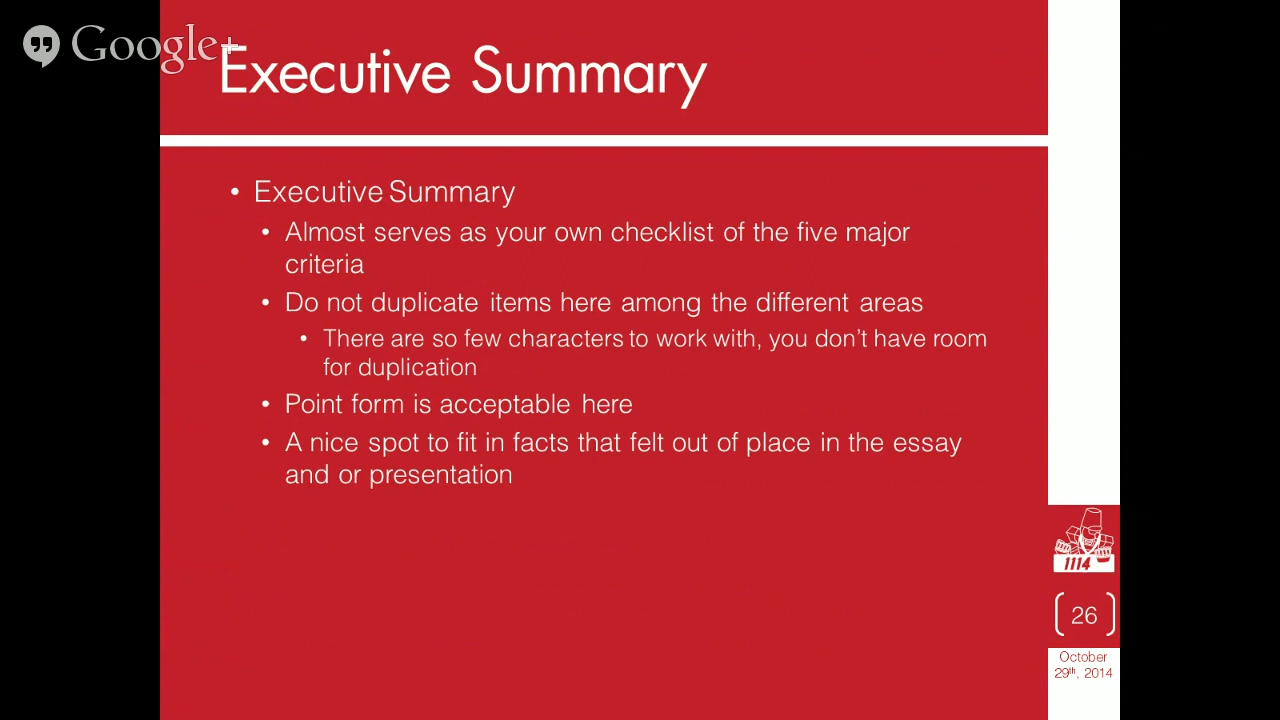 Google+
Executive Summary
• Executive Summary
• Almost serves as your own checklist of the five major
criteria
• Do not duplicate items here among the different areas
• There are so few characters to work with, you don't have room
for duplication
• Point form is acceptable here
• A nice spot to fit in facts that felt out of place in the essay
and or presentation
1114
26
October
29th, 2014